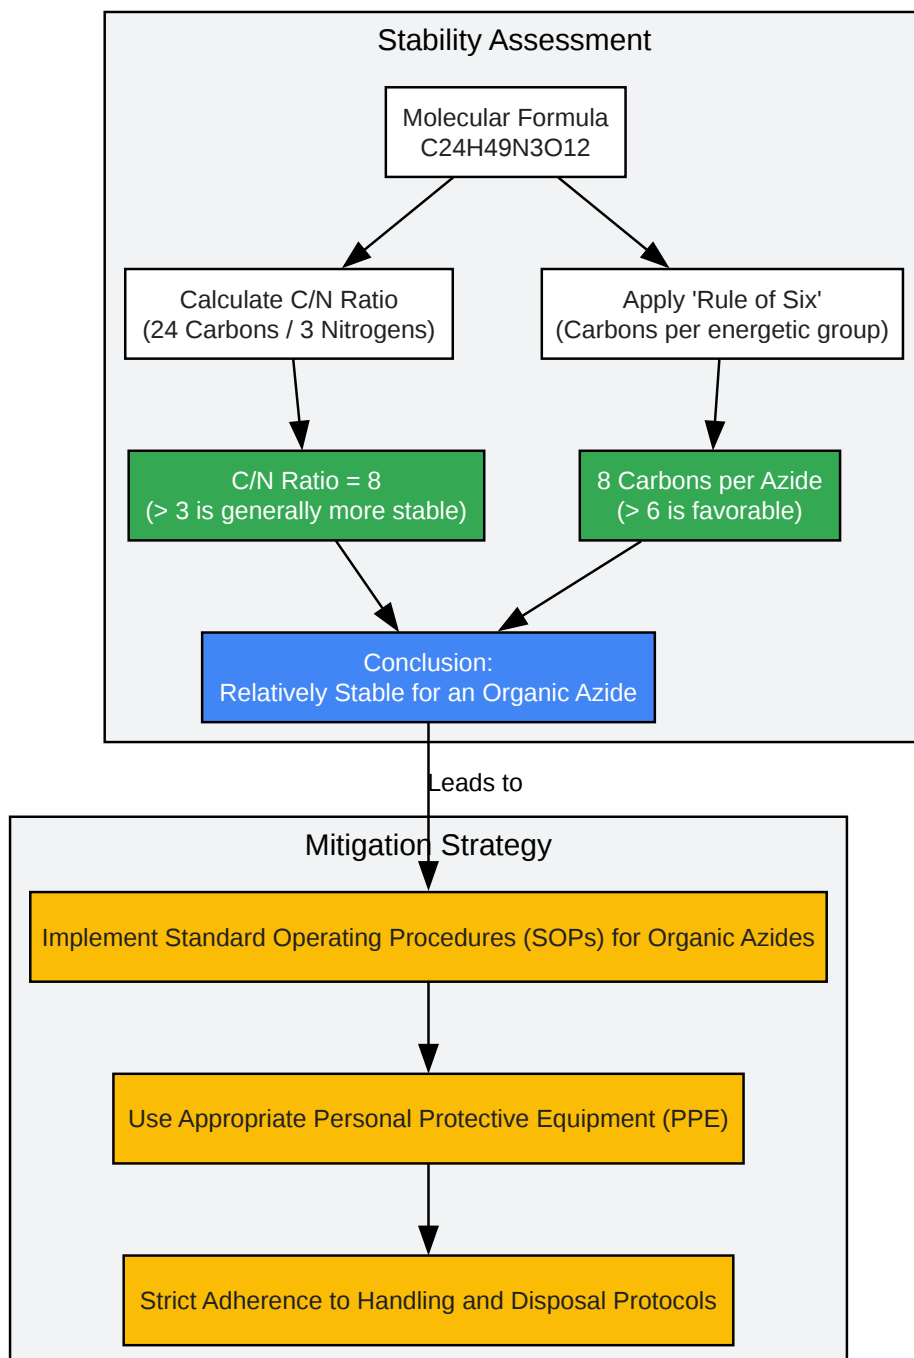 Stability Assessment
Molecular Formula
C24H49N3O12
Calculate C/N Ratio
(24 Carbons / 3 Nitrogens)
Apply 'Rule of Six'
(Carbons per energetic group)
C/N Ratio = 8
(> 3 is generally more stable)
8 Carbons per Azide
(> 6 is favorable)
Conclusion:
Relatively Stable for an Organic Azide
Leads to
Mitigation Strategy
Implement Standard Operating Procedures (SOPs) for Organic Azides
Use Appropriate Personal Protective Equipment (PPE)
Strict Adherence to Handling and Disposal Protocols